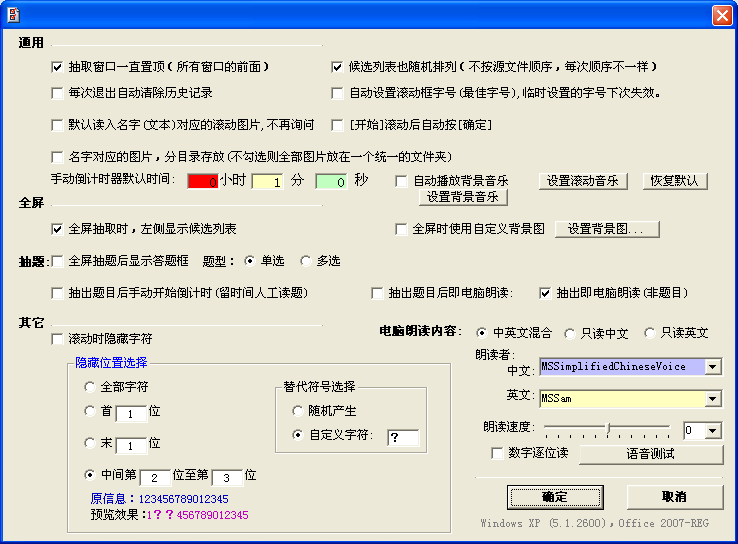 通用
抽取窗口一直置顶(所有窗口的前面) 候选列表也随机排列(不按源文件顺序,每次顺序不一样)
每次退出自动清除历史记录 自动设置滚动框字号(最佳字号),临时设置的字号下次失效。
默认读入名字(文本)对应的滚动图片,不再询问 [开始]滚动后自动按[确定]
名字对应的图片,分目录存放(不勾选则全部图片放在一个统一的文件夹)
手动倒计时器默认时间: 0 小时 1 分 0 秒 自动播放背景音乐 设置滚动音乐 恢复默认
设置背景音乐
全屏
全屏抽取时,左侧显示候选列表 全屏时使用自定义背景图 设置背景图...
抽题: 全屏抽题后显示答题框 题型: 单选 多选
抽出题目后手动开始倒计时(留时间人工读题) 抽出题目后即电脑朗读: 抽出即电脑朗读(非题目)
其它
滚动时隐藏字符
电脑朗读内容: 中英文混合 只读中文 只读英文
隐藏位置选择
全部字符
首 1 位
末 1 位
中间第 2 位至第 3 位
原信息:123456789012345
预览效果:1??456789012345
替代符号选择
随机产生
自定义字符: ?
朗读者:
中文: MSSimplifiedChineseVoice
英文: MSSam
朗读速度: 0
数字逐位读 语音测试
确定 取消
Windows XP (5.1.2600), Office 2007-REG